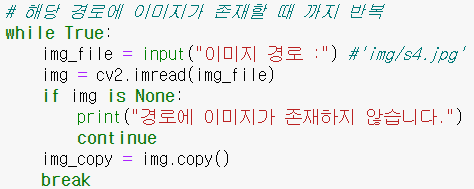 # 해당 경로에 이미지가 존재할 때 까지 반복
while True:
    img_file = input("이미지 경로 :") #'img/s4.jpg'
    img = cv2.imread(img_file)
    if img is None:
        print("경로에 이미지가 존재하지 않습니다.")
        continue
    img_copy = img.copy()
    break